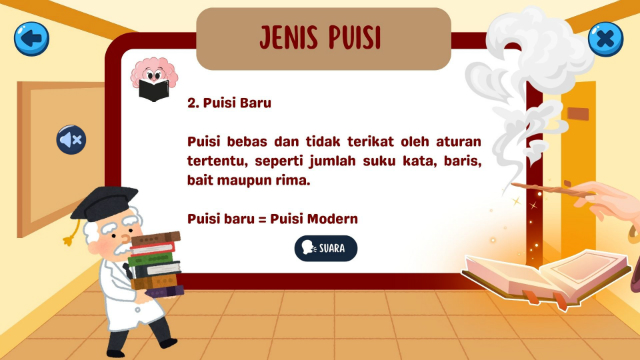 JENIS PUISI
2. Puisi Baru
Puisi bebas dan tidak terikat oleh aturan
tertentu, seperti jumlah suku kata, baris,
bait maupun rima.
Puisi baru = Puisi Modern
SUARA